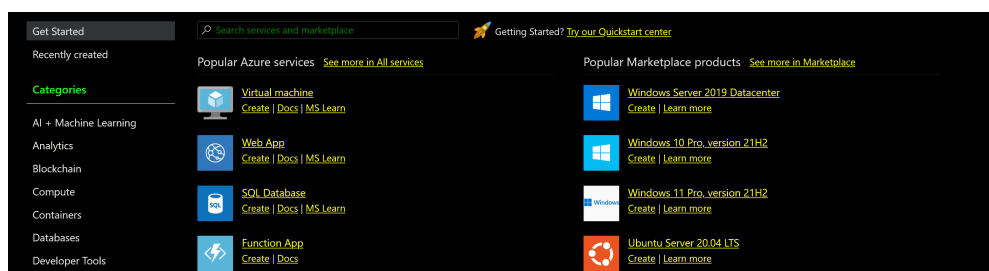 Get Started
Recently created
Categories
AI + Machine Learning
Analytics
Blockchain
Compute
Containers
Databases
Developer Tools
Search services and marketplace
Getting Started? Try our Quickstart center
Popular Azure services See more in All services
Virtual machine
Create | Docs | MS Learn
Web App
Create | Docs | MS Learn
SQL
SQL Database
Create | Docs | MS Learn
Function App
Create | Docs
Popular Marketplace products See more in Marketplace
Windows Server 2019 Datacenter
Create | Learn more
Windows 10 Pro, version 21H2
Create | Learn more
Windows
Windows 11 Pro, version 21H2
Create | Learn more
Ubuntu Server 20.04 LTS
Create | Learn more